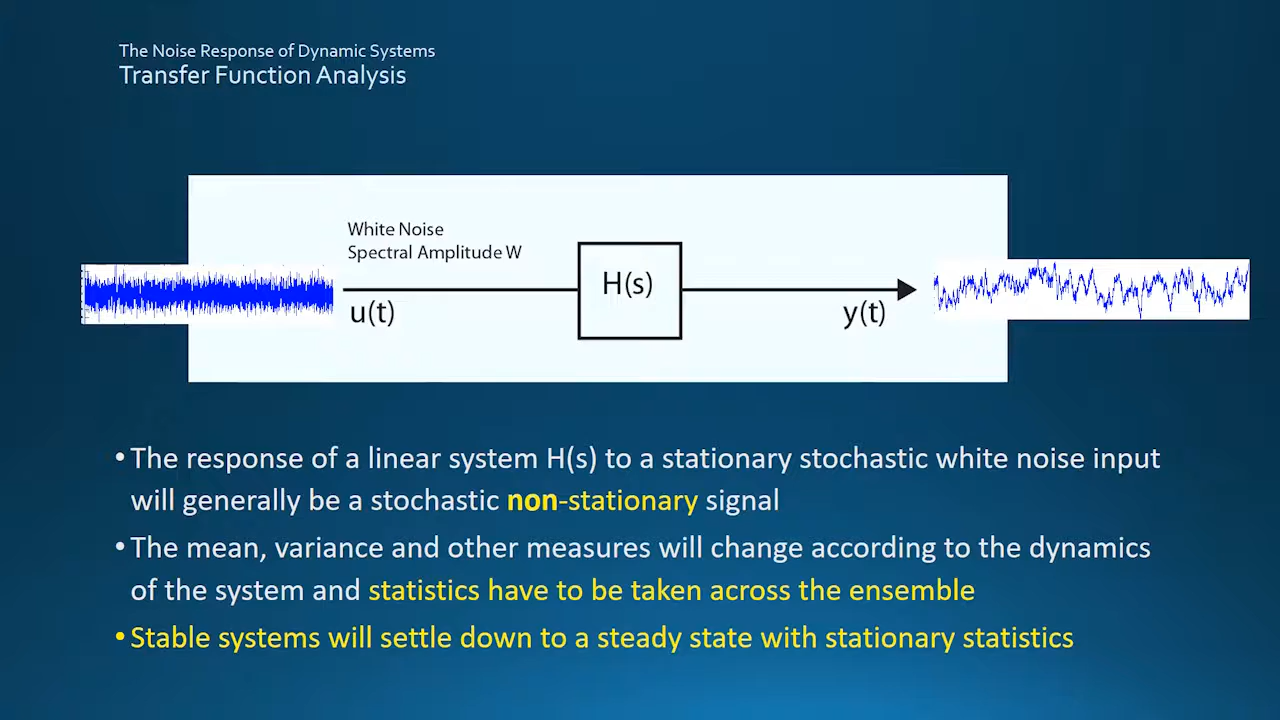 The Noise Response of Dynamic Systems
Transfer Function Analysis
White Noise
Spectral Amplitude W
H(s)
u(t)
y(t)
•The response of a linear system H(s) to a stationary stochastic white noise input
will generally be a stochastic non-stationary signal
•The mean, variance and other measures will change according to the dynamics
of the system and statistics have to be taken across the ensemble
•Stable systems will settle down to a steady state with stationary statistics